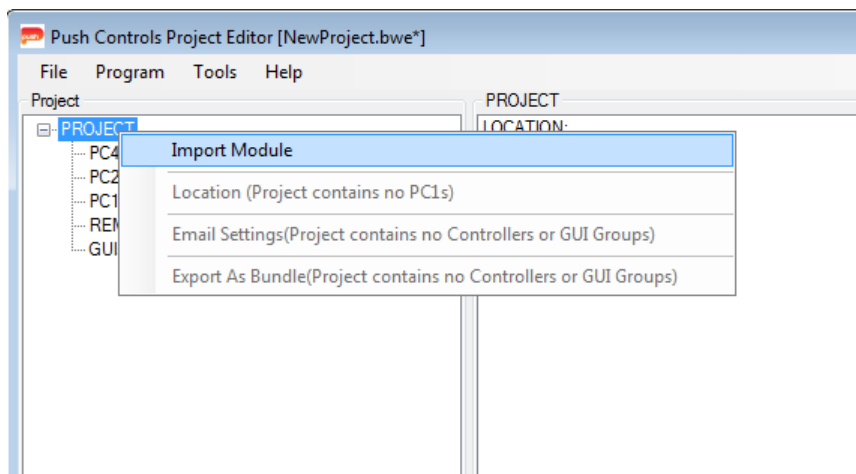 Push Controls Project Editor [NewProject.bwe*]
File Program Tools Help
Project
PROJECT
PROJECT
LOCATION:
Import Module
PC4
PC2
Location (Project contains no PC1s)
PC1
Email Settings(Project contains no Controllers or GUI Groups)
GUI
Export As Bundle(Project contains no Controllers or GUI Groups)